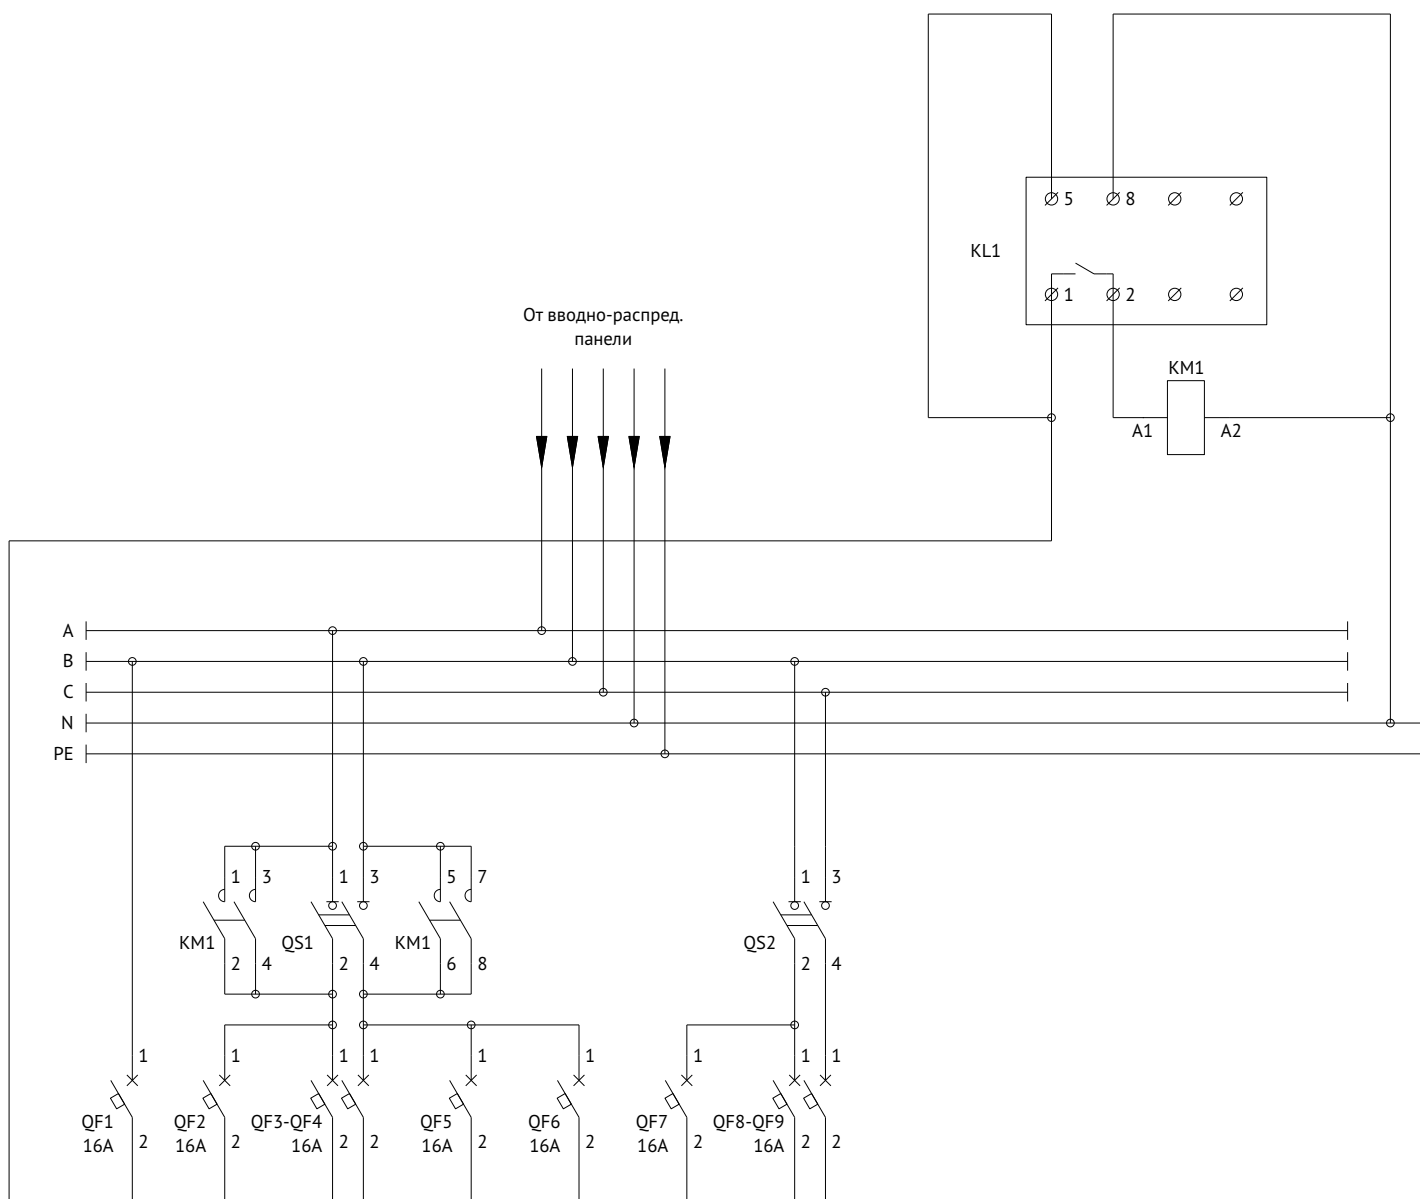 5 8
KL1
1 2
От вводно-распред.
панели
KM1
A1 A2
A
B
C
N
PE
1 3 1 3 5 7 1 3
KM1 QS1 KM1 QS2
2 4 2 4 6 8 2 4
1 1 1 1 1 1 1 1 1
QF1 QF2 QF3-QF4 QF5 QF6 QF7 QF8-QF9
16A 2 16A 2 16A 2 2 16A 2 16A 2 16A 2 16A 2 2